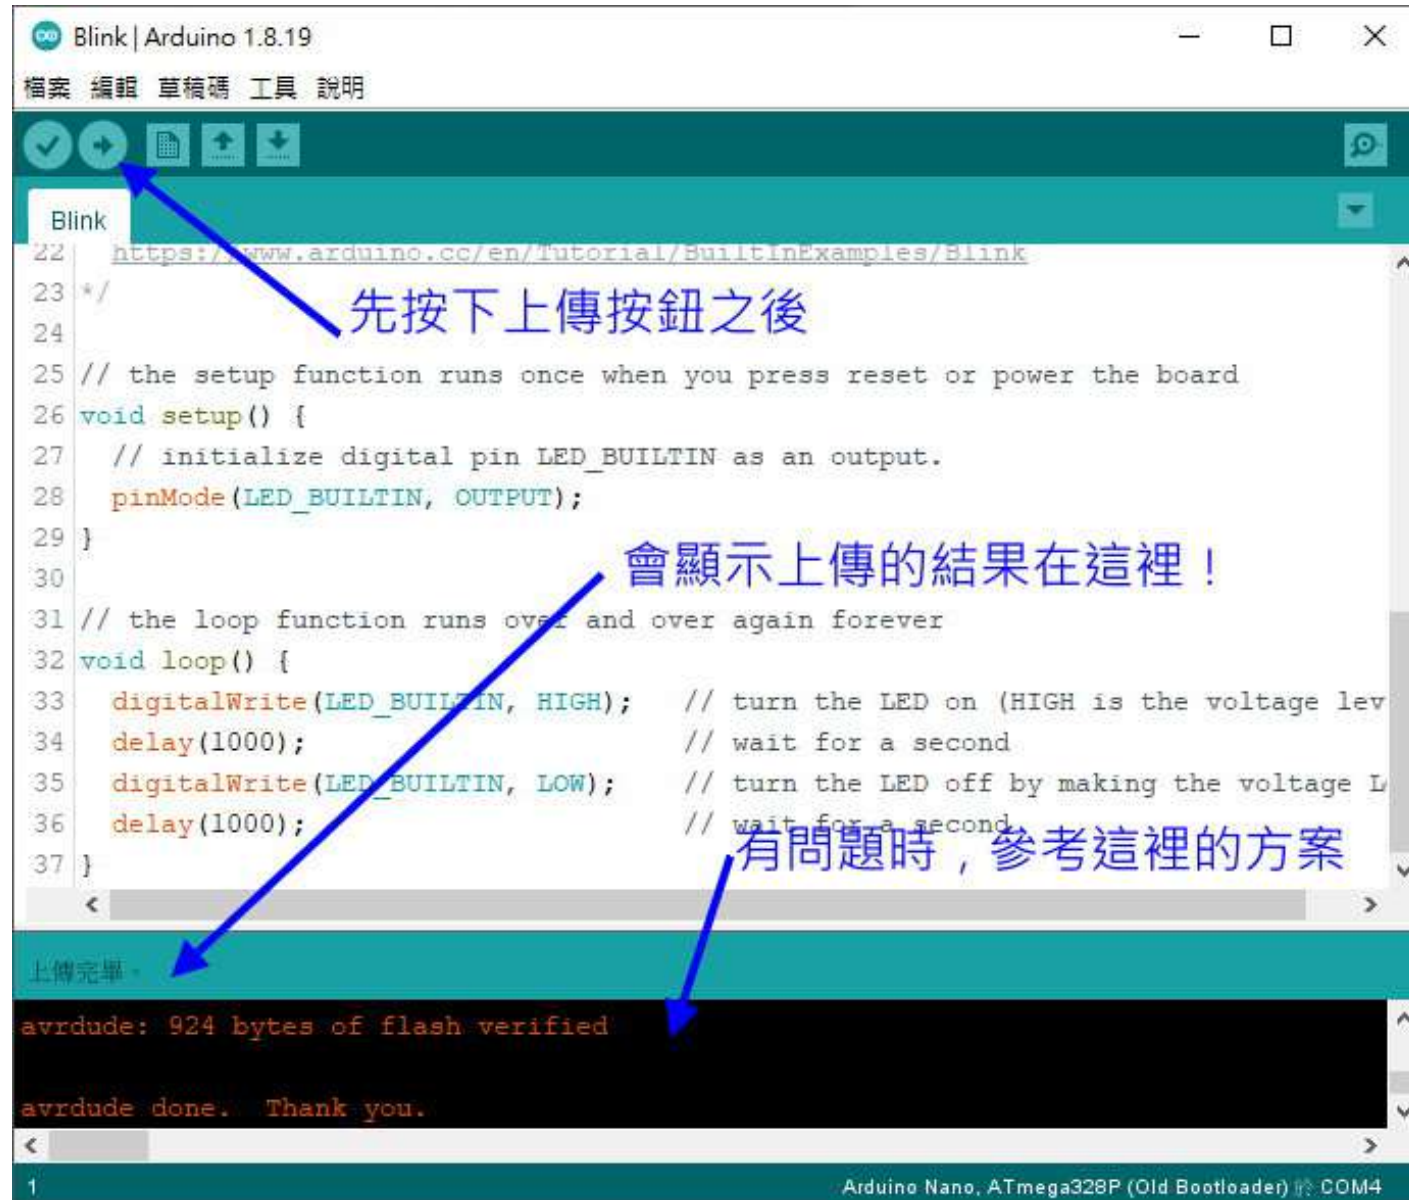 Blink | Arduino 1.8.19
檔案 編輯 草稿碼 工具 說明
Blink
22 https://www.arduino.cc/en/Tutorial/BuiltInExamples/Blink
23 */
先按下上傳按鈕之後
24
25 // the setup function runs once when you press reset or power the board
26 void setup() {
27 // initialize digital pin LED_BUILTIN as an output.
28 pinMode(LED_BUILTIN, OUTPUT);
29 }
會顯示上傳的結果在這裡！
30
31 // the loop function runs over and over again forever
32 void loop() {
33 digitalWrite(LED_BUILTIN, HIGH); // turn the LED on (HIGH is the voltage lev
34 delay(1000); // wait for a second
35 digitalWrite(LED_BUILTIN, LOW); // turn the LED off by making the voltage L
36 delay(1000); // wait for a second
有問題時，參考這裡的方案
37 }
上傳完畢。
avrdude: 924 bytes of flash verified
avrdude done. Thank you.
1 Arduino Nano, ATmega328P (Old Bootloader) 於 COM4